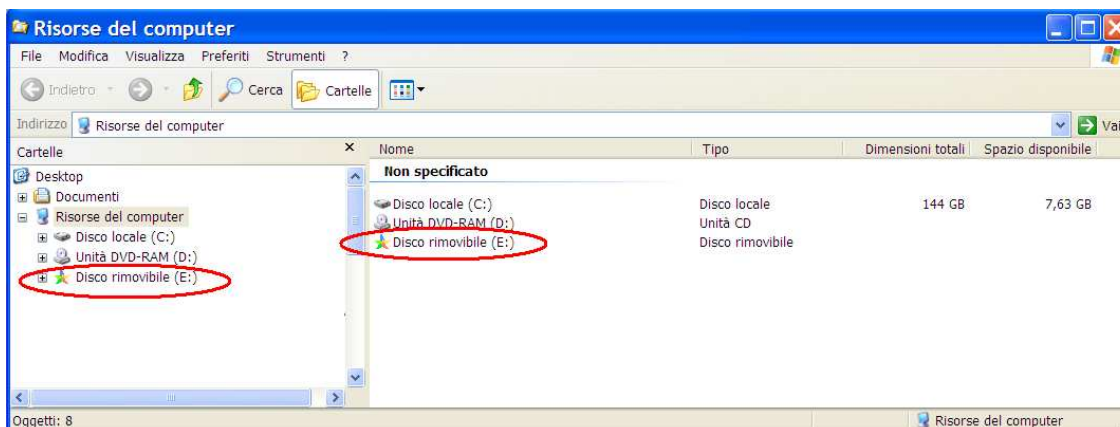 Risorse del computer
File Modifica Visualizza Preferiti Strumenti ?
Indietro Cerca Cartelle
Indirizzo Risorse del computer Vai
Cartelle x
Desktop
Documenti
Risorse del computer
Disco locale (C:)
Unità DVD-RAM (D:)
Disco rimovibile (E:)
Nome Tipo Dimensioni totali Spazio disponibile
Non specificato
Disco locale (C:) Disco locale 144 GB 7,63 GB
Unità DVD-RAM (D:) Unità CD
Disco rimovibile (E:) Disco rimovibile
Oggetti: 8 Risorse del computer